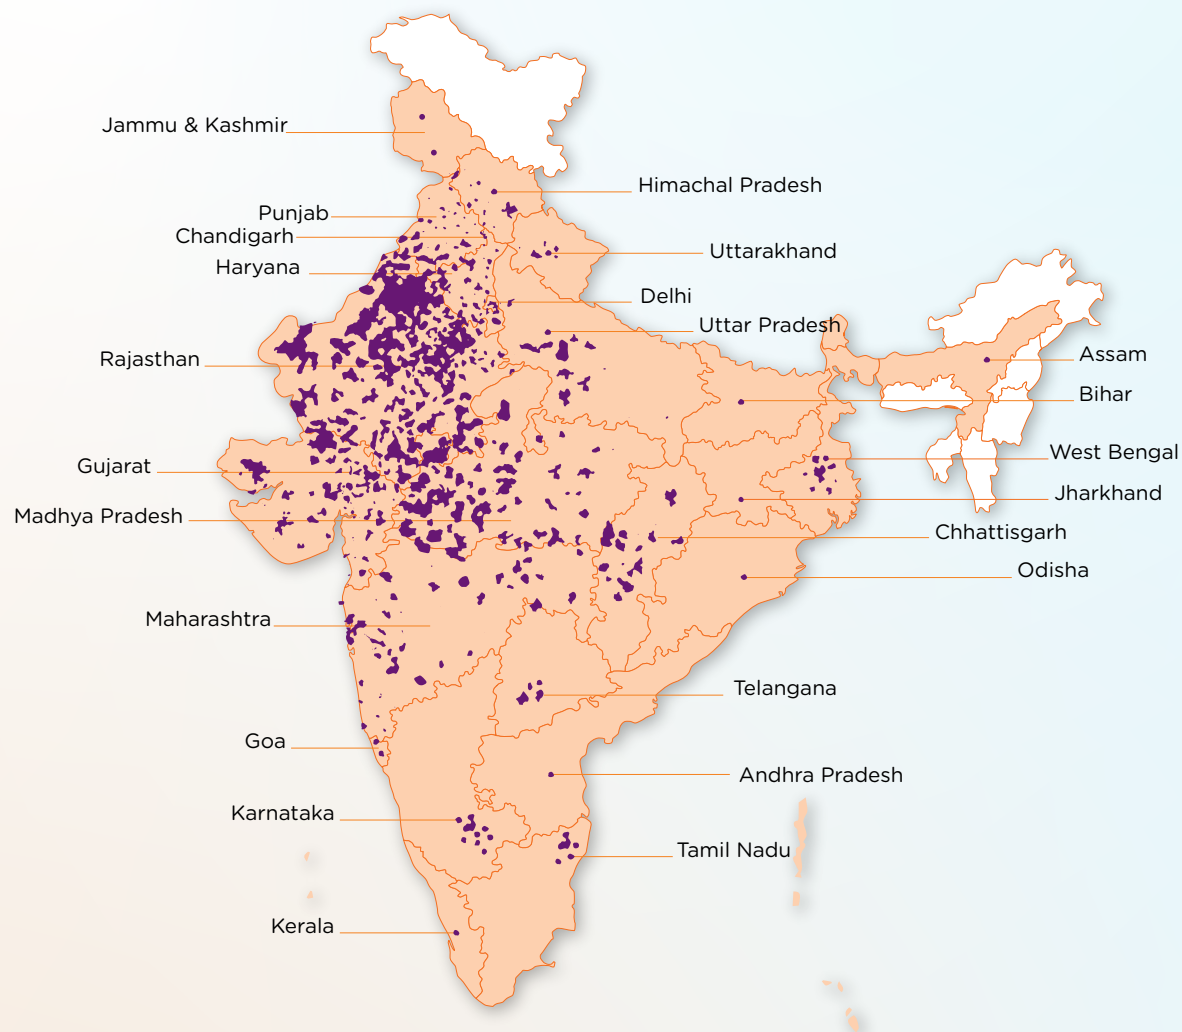 Jammu & Kashmir
Himachal Pradesh
Punjab
Chandigarh
Uttarakhand
Haryana
Delhi
Uttar Pradesh
Rajasthan
Assam
Bihar
West Bengal
Gujarat
Jharkhand
Madhya Pradesh
Chhattisgarh
Odisha
Maharashtra
Telangana
Goa
Andhra Pradesh
Karnataka
Tamil Nadu
Kerala